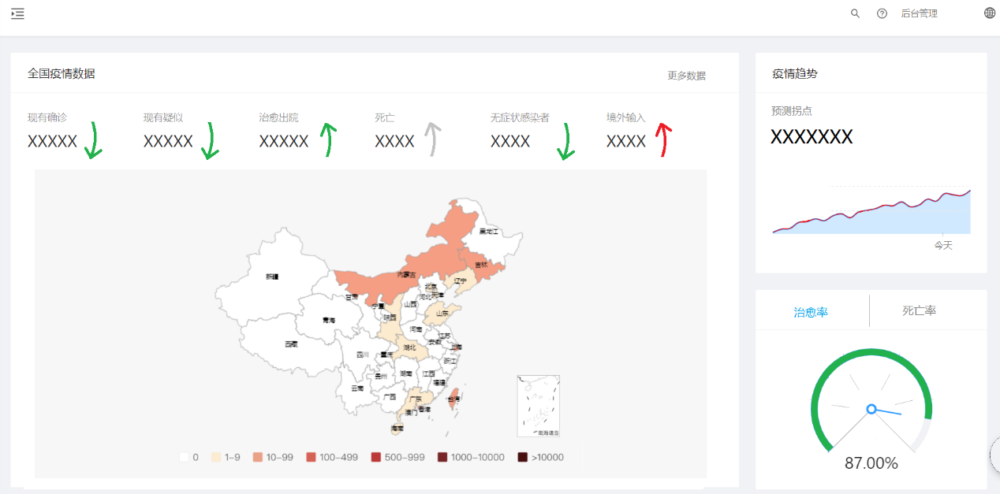 后台管理
全国疫情数据
更多数据
现有确诊 现有疑似 治愈出院 死亡 无症状感染者 境外输入
XXXXX XXXXX XXXXX XXXX XXXX XXXX
黑龙江
吉林
新疆
内蒙古
辽宁
北京
天津
河北
甘肃
山西
宁夏
陕西
山东
青海
河南
江苏
安徽
西藏
湖北
上海
四川
重庆
浙江
湖南
江西
贵州
福建
云南
广西
广东
台湾
香港
澳门
海南
南海诸岛
0 1-9 10-99 100-499 500-999 1000-10000 >10000
疫情趋势
预测拐点
XXXXXXX
今天
治愈率 死亡率
87.00%